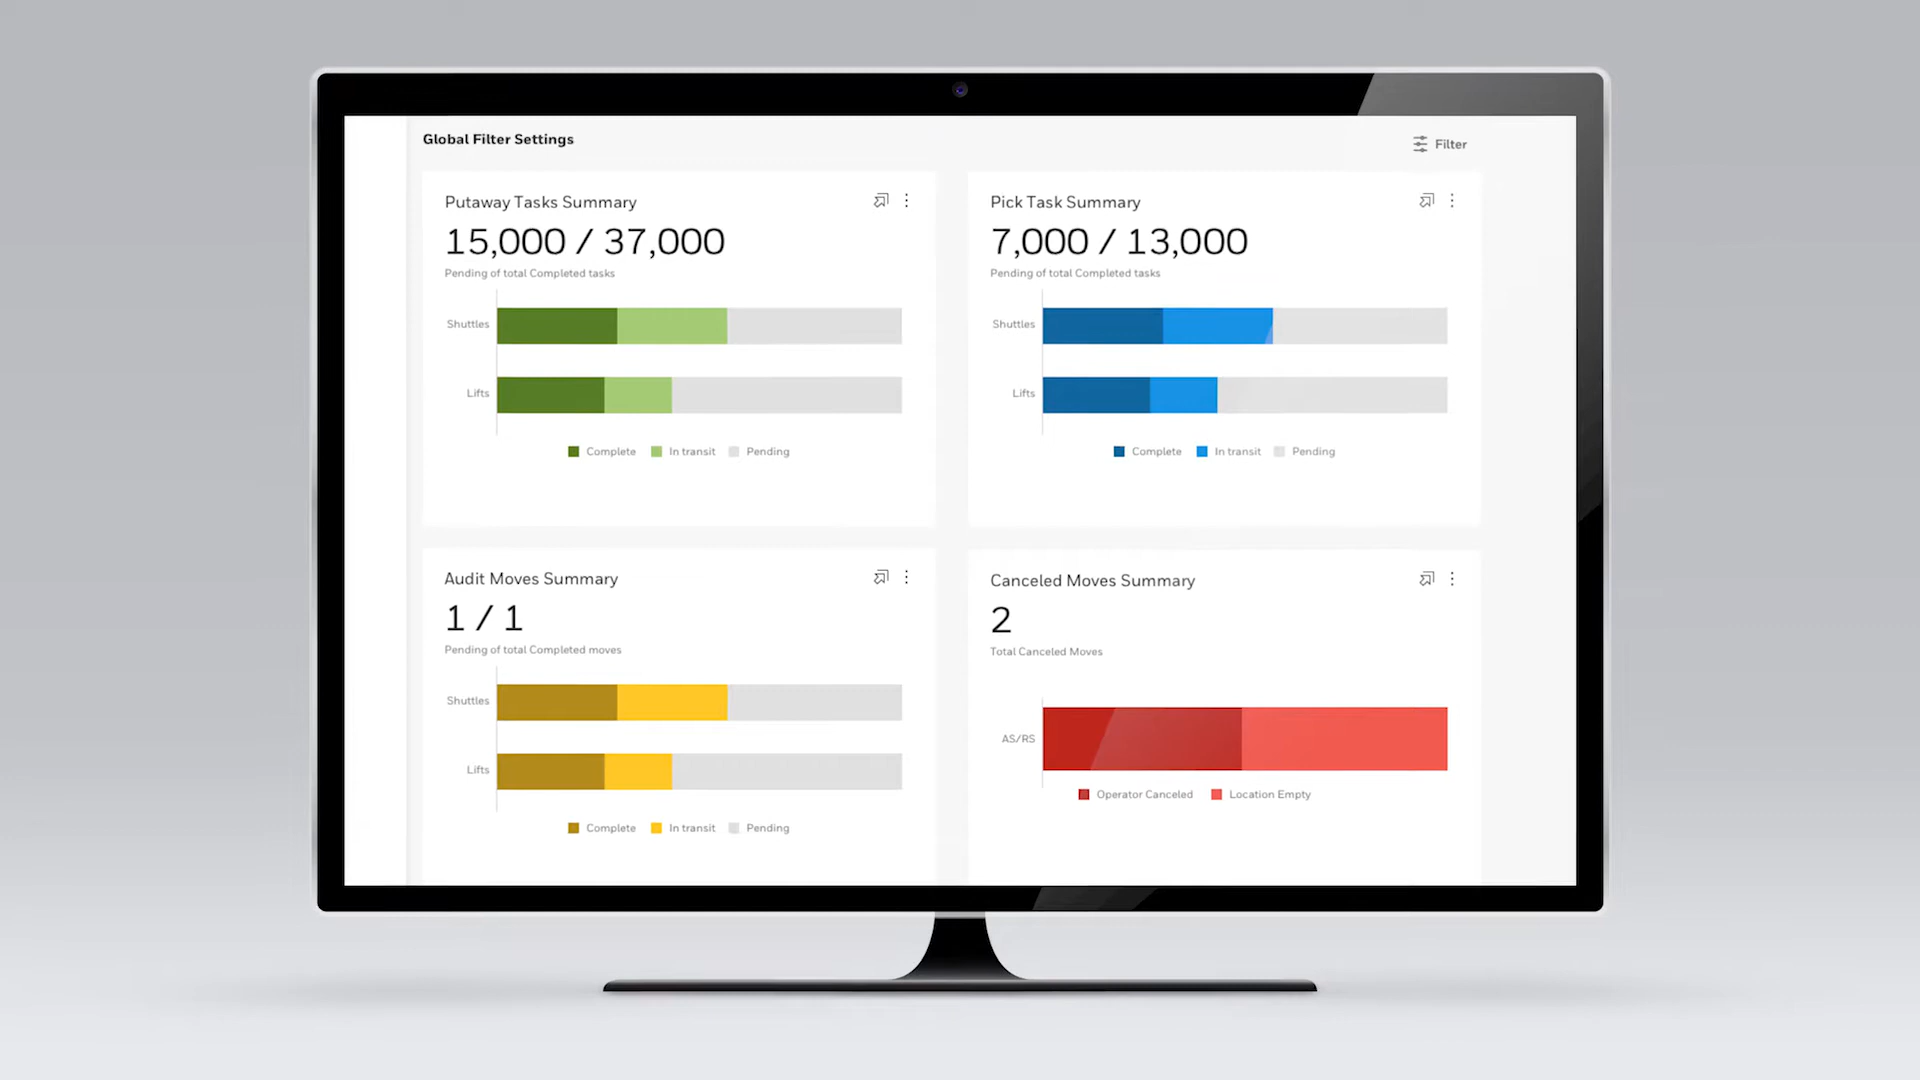 Global Filter Settings
Filter
Putaway Tasks Summary
15,000 / 37,000
Pending of total Completed tasks
Shuttles
Lifts
Complete In transit Pending
Pick Task Summary
7,000 / 13,000
Pending of total Completed tasks
Shuttles
Lifts
Complete In transit Pending
Audit Moves Summary
1 / 1
Pending of total Completed moves
Shuttles
Lifts
Complete In transit Pending
Canceled Moves Summary
2
Total Canceled Moves
AS/RS
Operator Canceled Location Empty